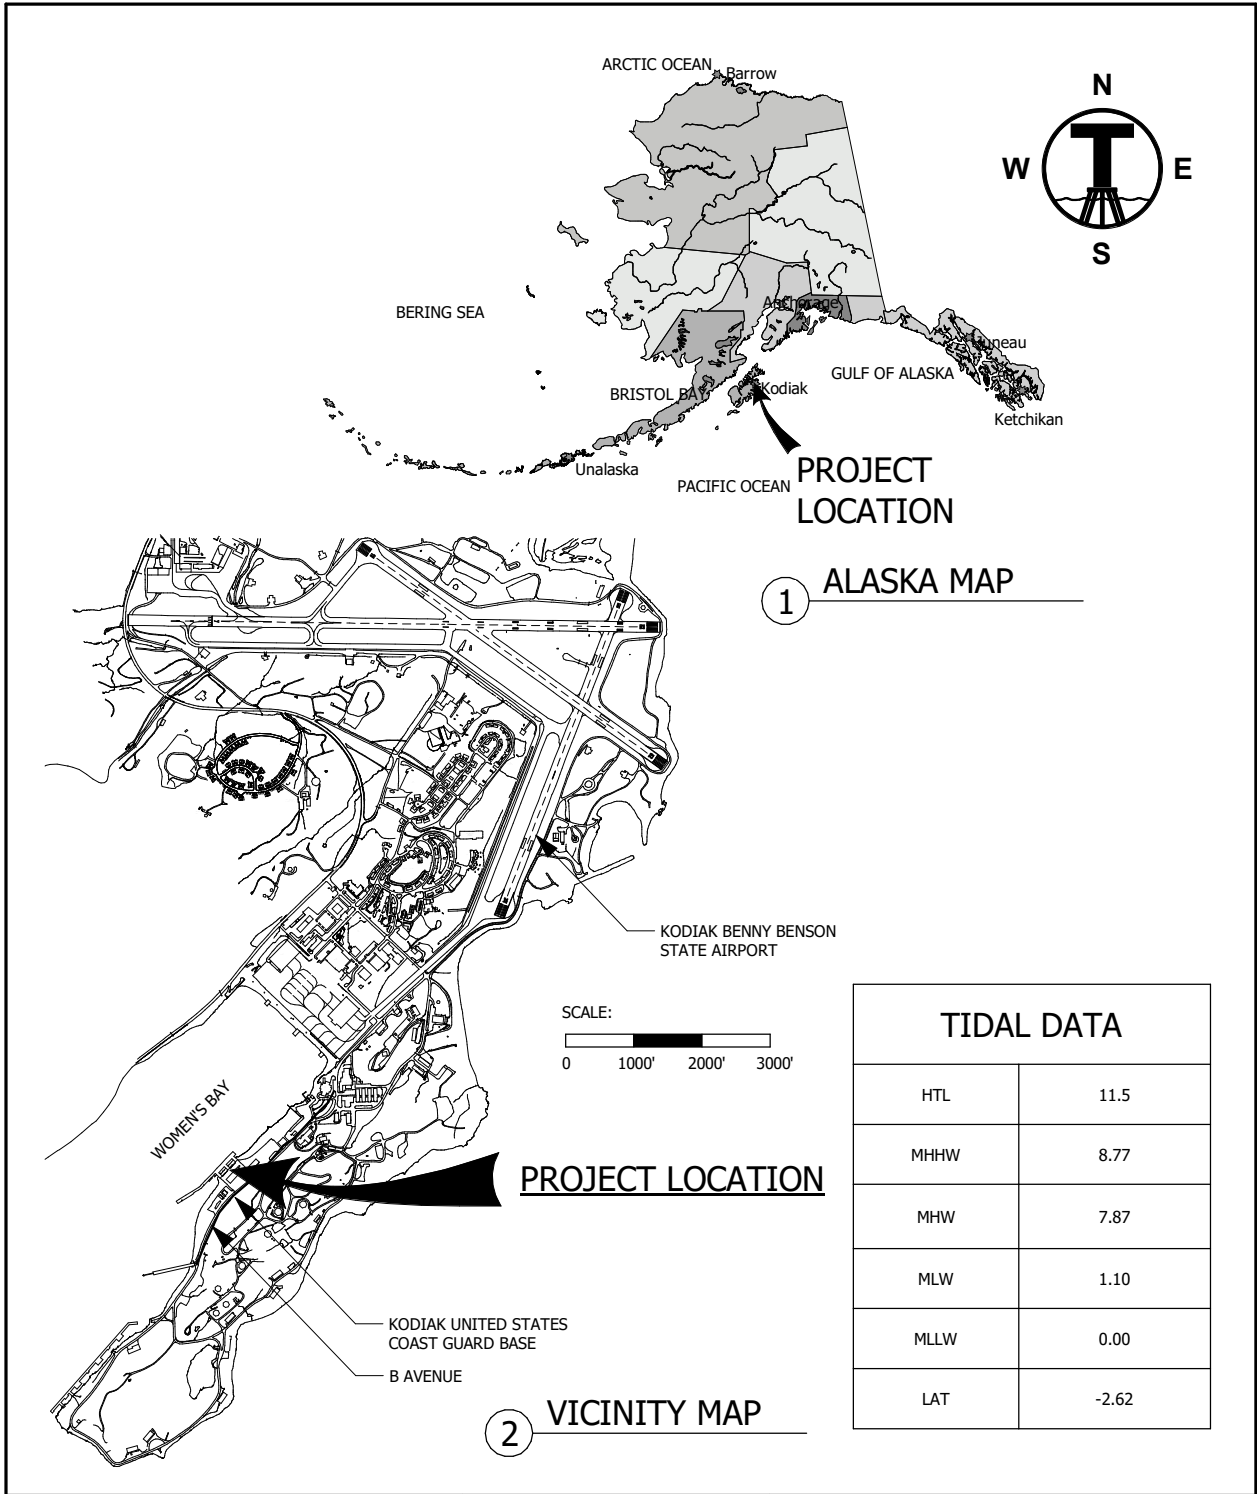 ARCTIC OCEAN
Barrow
N
W
E
S
BERING SEA
Anchorage
Juneau
GULF OF ALASKA
BRISTOL BAY
Kodiak
Ketchikan
Unalaska
PACIFIC OCEAN
PROJECT
LOCATION
1
ALASKA MAP
KODIAK BENNY BENSON
STATE AIRPORT
SCALE:
0 1000' 2000' 3000'
TIDAL DATA
HTL 11.5
MHHW 8.77
MHW 7.87
MLW 1.10
MLLW 0.00
LAT -2.62
WOMEN'S BAY
PROJECT LOCATION
KODIAK UNITED STATES
COAST GUARD BASE
B AVENUE
2
VICINITY MAP